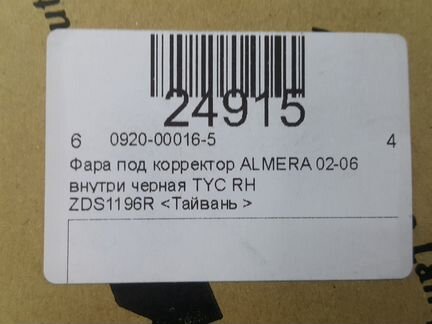 24915
6 0920-00016-5 4
Фара под корректор ALMERA 02-06
внутри черная TYC RH
ZDS1196R <Тайвань >